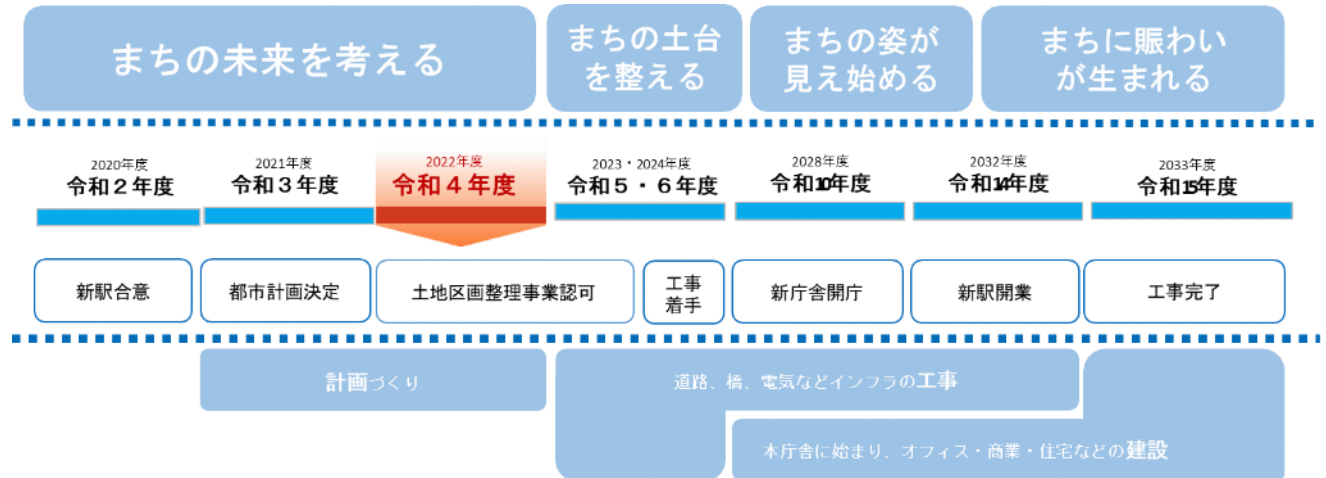 まちの未来を考える
まちの土台
を整える
まちの姿が
見え始める
まちに賑わい
が生まれる
2020年度
令和２年度
2021年度
令和３年度
2022年度
令和４年度
2023・2024年度
令和５・６年度
2028年度
令和10年度
2032年度
令和14年度
2033年度
令和15年度
新駅合意
都市計画決定
土地区画整理事業認可
工事
着手
新庁舎開庁
新駅開業
工事完了
計画づくり
道路、橋、電気などインフラの工事
本庁舎に始まり、オフィス・商業・住宅などの建設